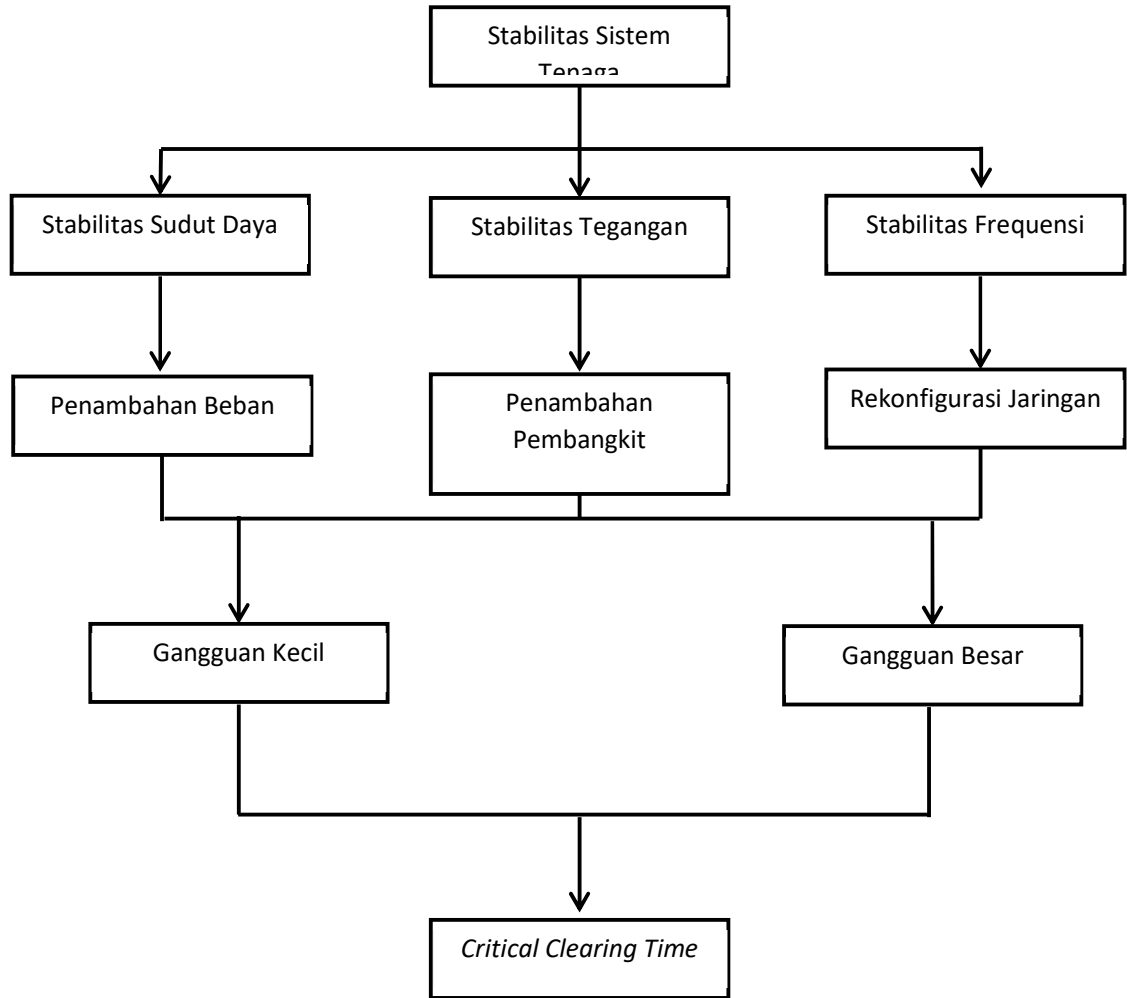 Stabilitas Sistem
Tenaga
Stabilitas Sudut Daya
Stabilitas Tegangan
Stabilitas Frequensi
Penambahan Beban
Penambahan
Pembangkit
Rekonfigurasi Jaringan
Gangguan Kecil
Gangguan Besar
Critical Clearing Time